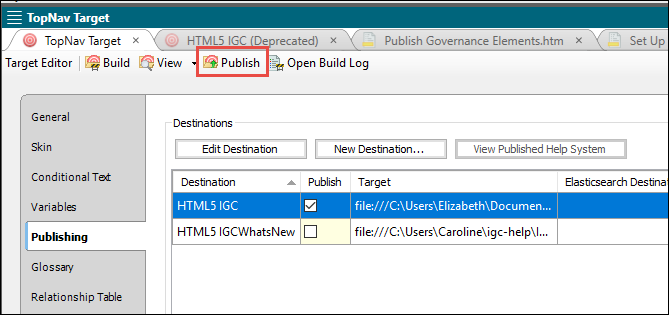 TopNav Target
TopNav Target HTML5 IGC (Deprecated) Publish Governance Elements.htm Set Up
Target Editor Build View Publish Open Build Log
General
Skin
Conditional Text
Variables
Publishing
Glossary
Relationship Table
Destinations
Edit Destination New Destination... View Published Help System
Destination Publish Target Elasticsearch Destina
HTML5 IGC file:///C:\Users\Elizabeth\Documen...
HTML5 IGCWhatsNew file:///C:\Users\Caroline\igc-help\l...